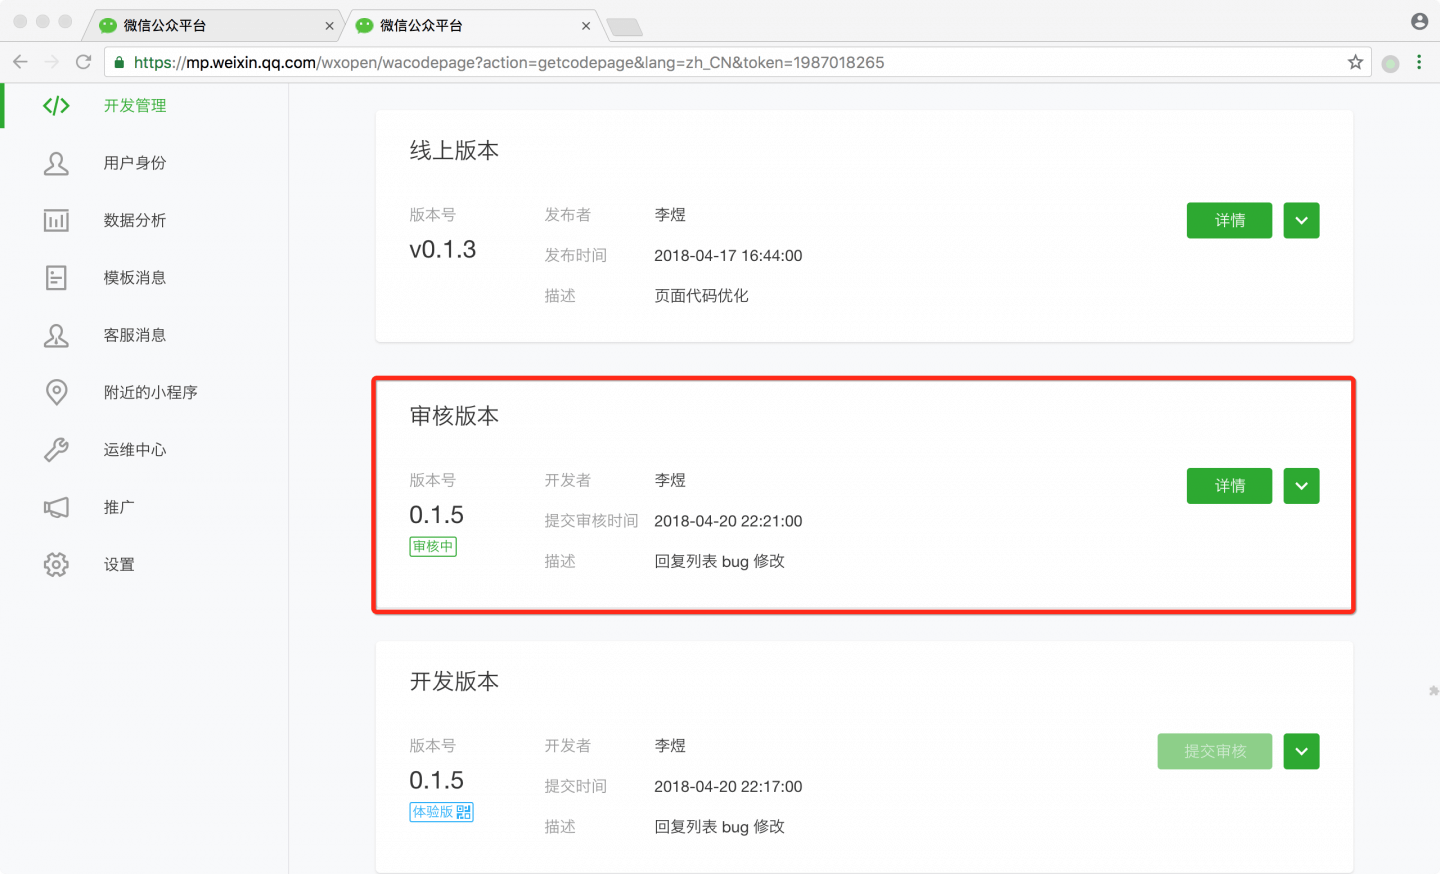 微信公众平台
微信公众平台
https://mp.weixin.qq.com/wxopen/wacodepage?action=getcodepage&lang=zh_CN&token=1987018265
开发管理
用户身份
数据分析
模板消息
客服消息
附近的小程序
运维中心
推广
设置
线上版本
版本号 发布者 李煜 详情
v0.1.3 发布时间 2018-04-17 16:44:00
描述 页面代码优化
审核版本
版本号 开发者 李煜 详情
0.1.5 提交审核时间 2018-04-20 22:21:00
审核中 描述 回复列表 bug 修改
开发版本
版本号 开发者 李煜 提交审核
0.1.5 提交时间 2018-04-20 22:17:00
体验版 描述 回复列表 bug 修改